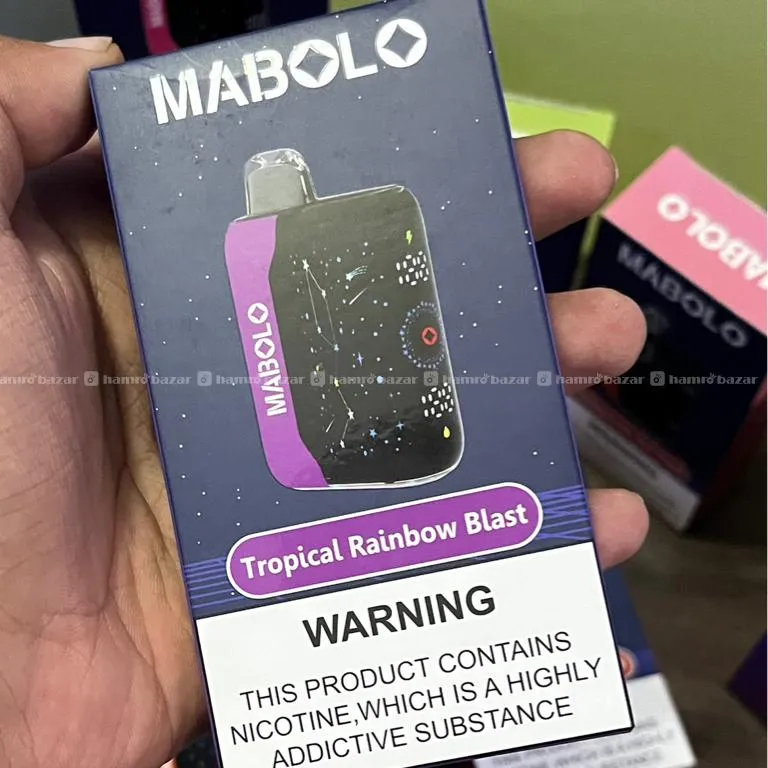 MABOLO
MABOLO
Tropical Rainbow Blast
WARNING
THIS PRODUCT CONTAINS
NICOTINE,WHICH IS A HIGHLY
ADDICTIVE SUBSTANCE
MABOLO
MABOLO
hamrobazar hamrobazar hamrobazar hamrobazar hamrobazar hamrobazar